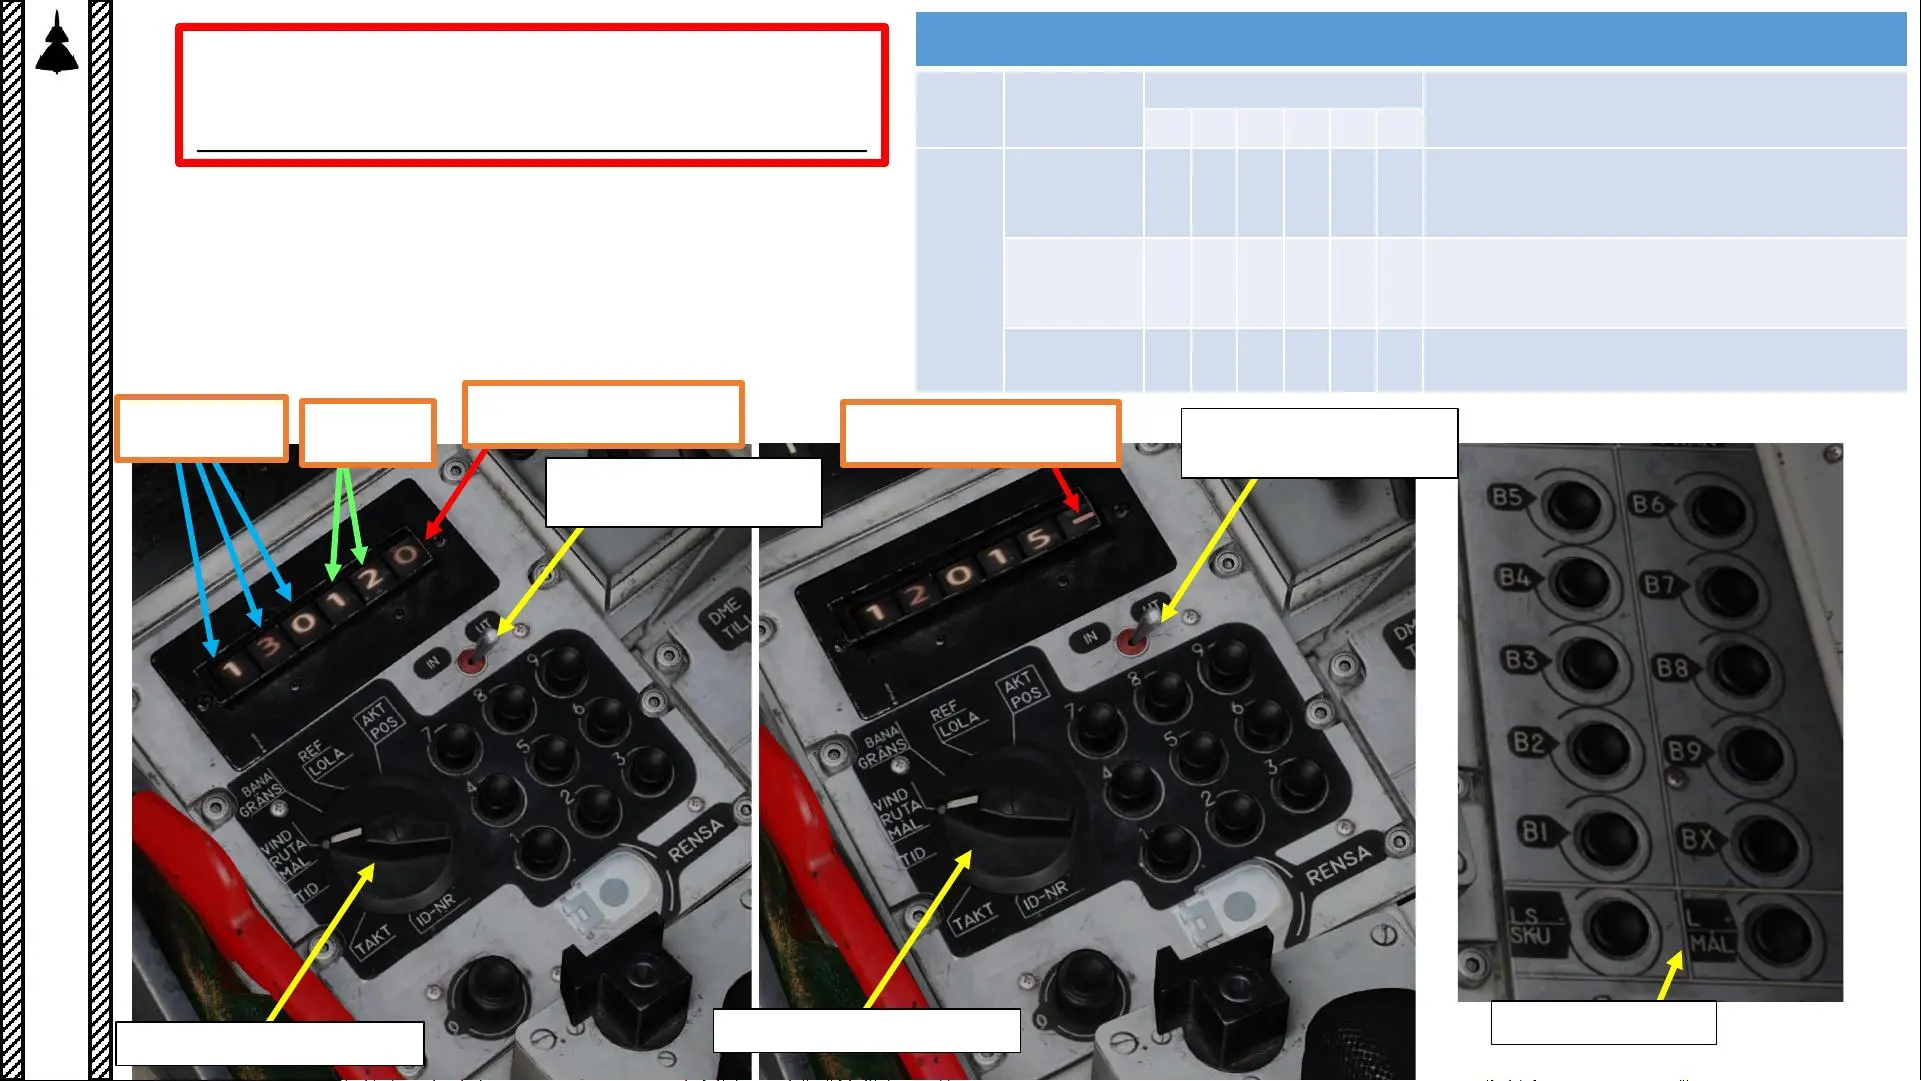 1 3 0 1 2 0
UT
IN
DME
TILL
AKT
POS
REF
LOLA
BANA
GRÄNS
VIND
RUTA
MÅL
TID
TAKT
ID-NR
9
8
7
6
5
4
3
2
1
RENSA
0
1 2 0 1 5 –
UT
IN
AKT
POS
REF
LOLA
BANA
GRÄNS
VIND
RUTA
MÅL
TID
TAKT
ID-NR
9
8
7
6
5
4
3
2
1
RENSA
0
B5 B6
B4 B7
B3 B8
B2 B9
B1 BX
LS
SKU
L
MÅL